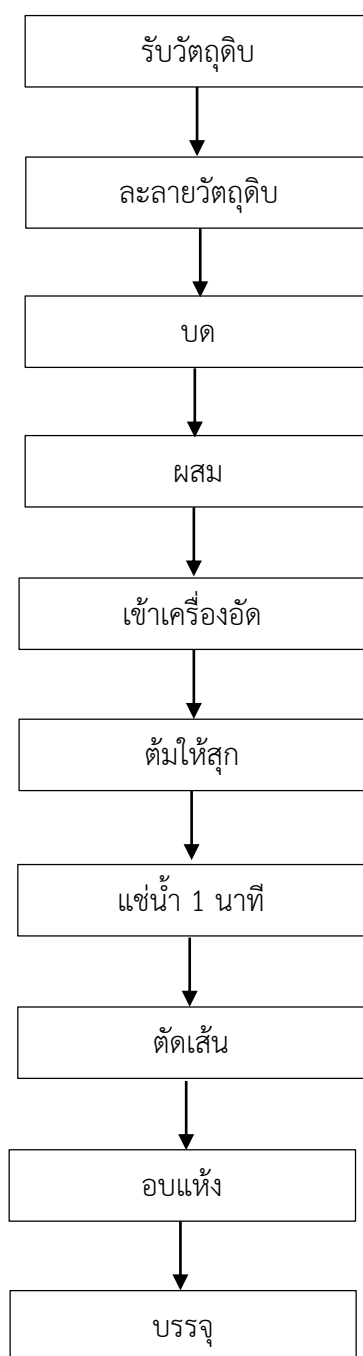 รับวัตถุดิบ
ละลายวัตถุดิบ
บด
ผสม
เข้าเครื่องอัด
ต้มให้สุก
แช่น้ำ 1 นาที
ตัดเส้น
อบแห้ง
บรรจุ